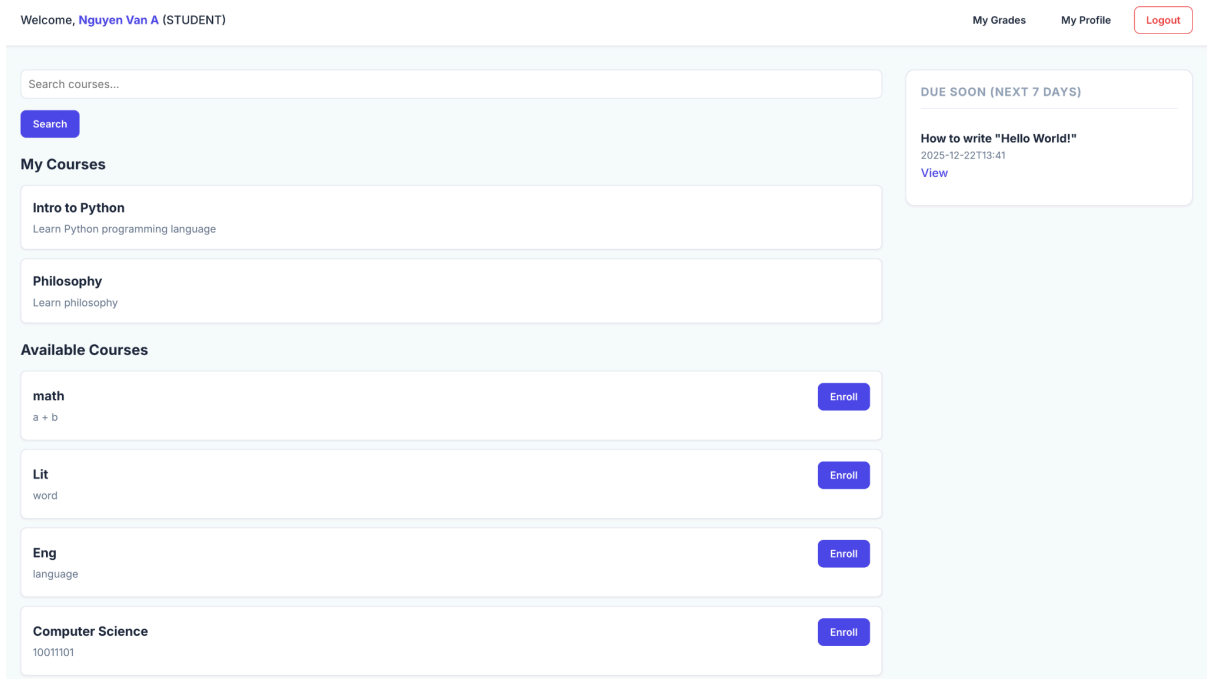 Welcome, Nguyen Van A (STUDENT)
My Grades
My Profile
Logout
Search courses...
Search
My Courses
Intro to Python
Learn Python programming language
Philosophy
Learn philosophy
Available Courses
math
a + b
Enroll
Lit
word
Enroll
Eng
language
Enroll
Computer Science
10011101
Enroll
DUE SOON (NEXT 7 DAYS)
How to write "Hello World!"
2025-12-22T13:41
View